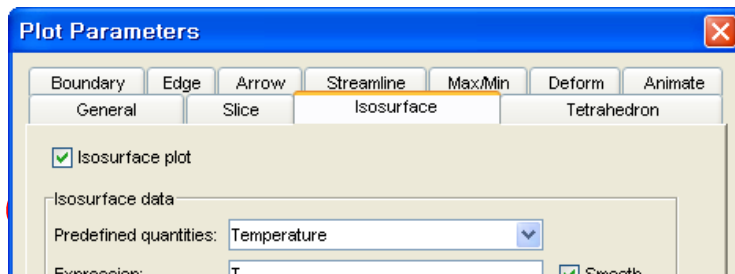 Plot Parameters
Boundary Edge Arrow Streamline Max/Min Deform Animate
General Slice Isosurface Tetrahedron
Isosurface plot
Isosurface data
Predefined quantities: Temperature
Expression: T Smooth